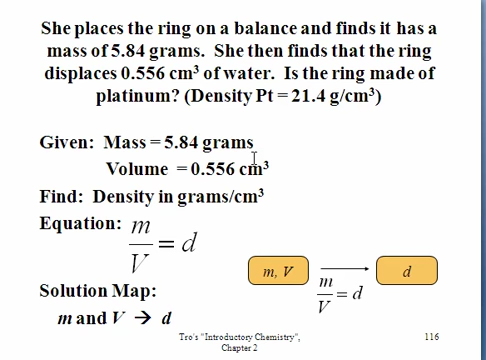 She places the ring on a balance and finds it has a
mass of 5.84 grams.  She then finds that the ring
displaces 0.556 cm³ of water.  Is the ring made of
platinum? (Density Pt = 21.4 g/cm³)
Given:  Mass = 5.84 grams
Volume  = 0.556 cm³
Find:  Density in grams/cm³
Equation:
m
— = d
V
m, V
d
m
— = d
V
Solution Map:
m and V → d
Tro's "Introductory Chemistry",
Chapter 2
116